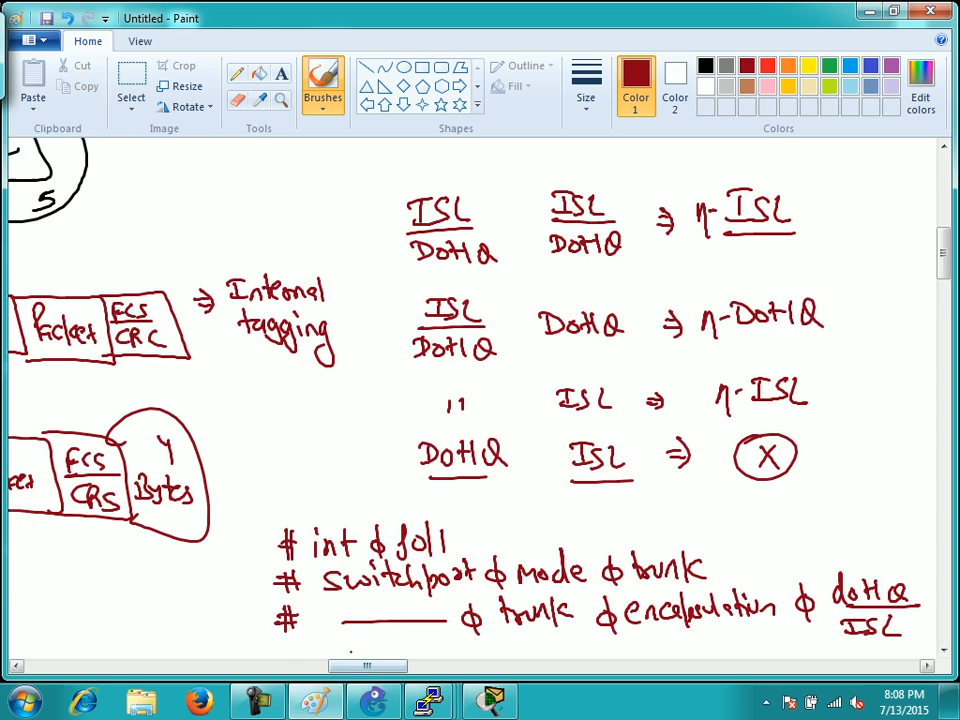 Untitled - Paint
Home View
Paste
Cut
Copy
Clipboard
Select
Crop
Resize
Rotate
Image
Tools
Brushes
Shapes
Outline
Fill
Size
Color 1
Color 2
Edit colors
Colors
5
ISL ISL ⇒ η- ISL
Dot1Q Dot1Q
Packet FCS ⇒ Internal
CRC tagging
ISL Dot1Q ⇒ η-Dot1Q
Dot1Q
" ISL ⇒ η-ISL
FCS Y
CRS Bytes
Dot1Q ISL ⇒ X
# int ϕ fo1/1
# switchport ϕ mode ϕ trunk
# ——— ϕ trunk ϕ encapsulation ϕ dot1Q
ISL
8:08 PM
7/13/2015